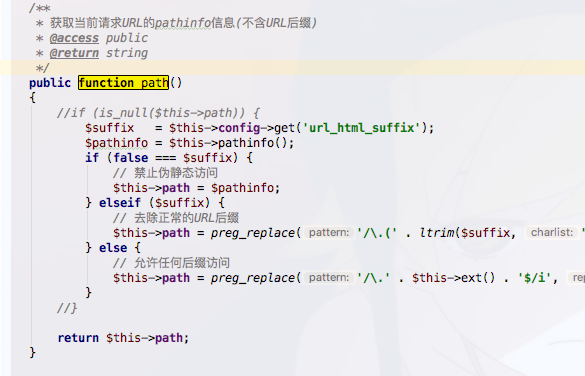 /**
 * 获取当前请求URL的pathinfo信息(不含URL后缀)
 * @access public
 * @return string
 */
public function path()
{
    //if (is_null($this->path)) {
        $suffix   = $this->config->get('url_html_suffix');
        $pathinfo = $this->pathinfo();
        if (false === $suffix) {
            // 禁止伪静态访问
            $this->path = $pathinfo;
        } elseif ($suffix) {
            // 去除正常的URL后缀
            $this->path = preg_replace( pattern: '/\.(' . ltrim($suffix, charlist: '
        } else {
            // 允许任何后缀访问
            $this->path = preg_replace( pattern: '/\.' . $this->ext() . '$/i', rep
        }
    //}

    return $this->path;
}